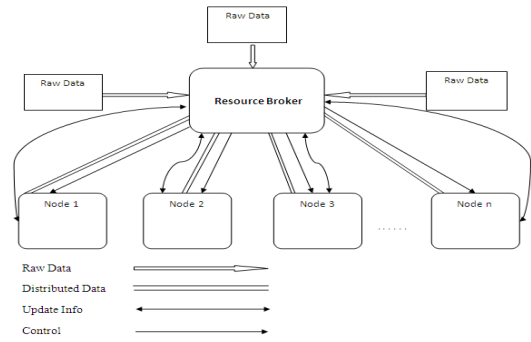 Raw Data
Raw Data
Raw Data
Resource Broker
Node 1
Node 2
Node 3
......
Node n
Raw Data
Distributed Data
Update Info
Control